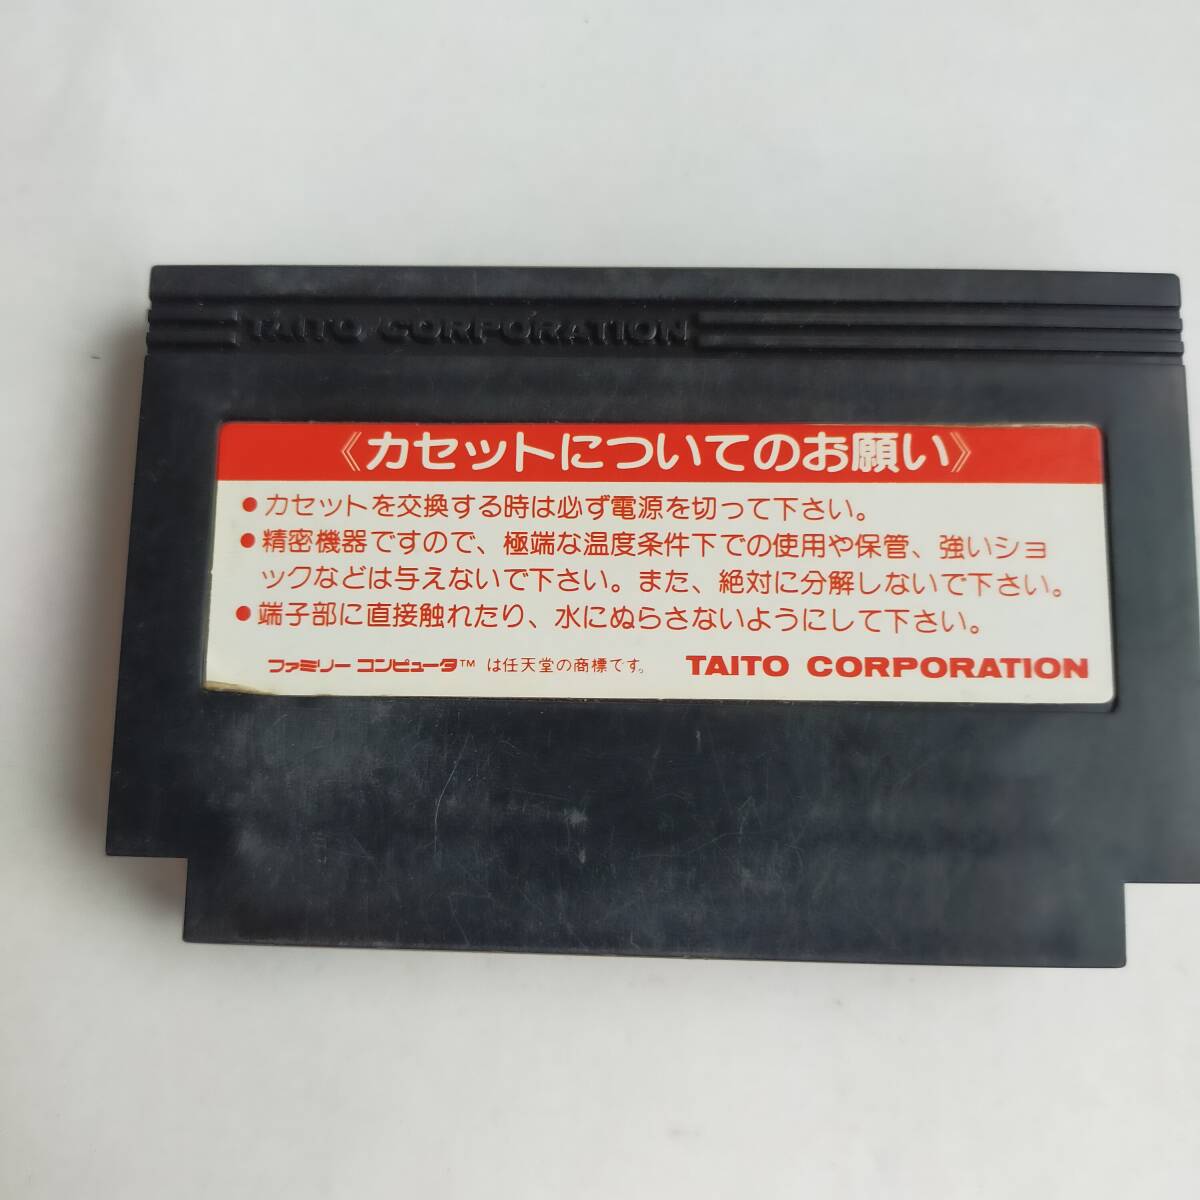 TAITO CORPORATION
《カセットについてのお願い》
●カセットを交換する時は必ず電源を切って下さい。
●精密機器ですので、極端な温度条件下での使用や保管、強いショ
ックなどは与えないで下さい。また、絶対に分解しないで下さい。
●端子部に直接触れたり、水にぬらさないようにして下さい。
ファミリーコンピュータ™は任天堂の商標です。 TAITO CORPORATION